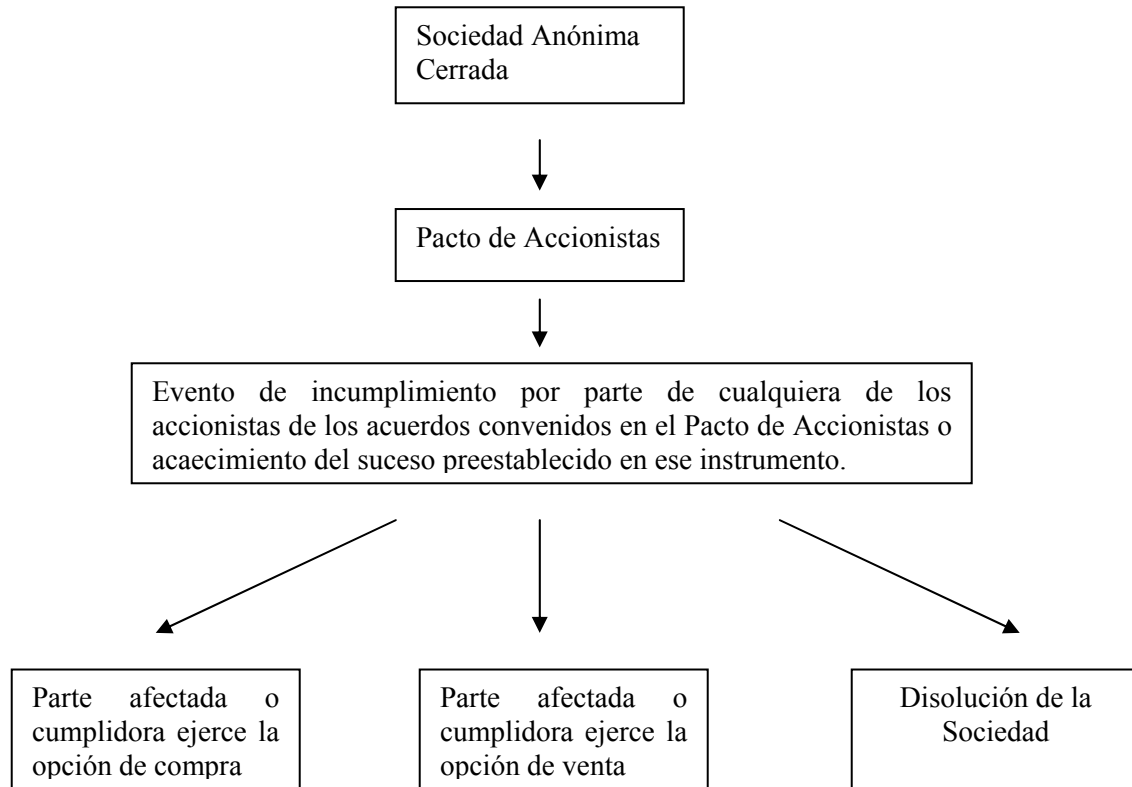 Sociedad Anónima
Cerrada
Pacto de Accionistas
Evento de incumplimiento por parte de cualquiera de los
accionistas de los acuerdos convenidos en el Pacto de Accionistas o
acaecimiento del suceso preestablecido en ese instrumento.
Parte afectada o
cumplidora ejerce la
opción de compra
Parte afectada o
cumplidora ejerce la
opción de venta
Disolución de la
Sociedad